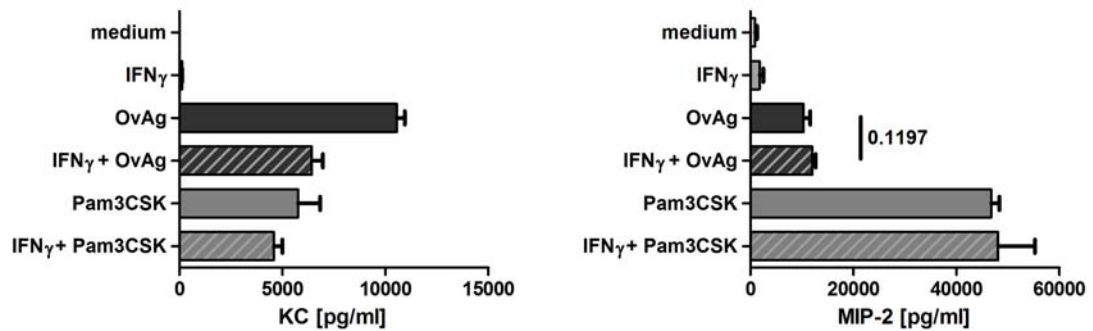 medium
IFNγ
OvAg
IFNγ + OvAg
Pam3CSK
IFNγ + Pam3CSK
0 5000 10000 15000
KC [pg/ml]
medium
IFNγ
OvAg
IFNγ + OvAg
Pam3CSK
IFNγ + Pam3CSK
0.1197
0 20000 40000 60000
MIP-2 [pg/ml]